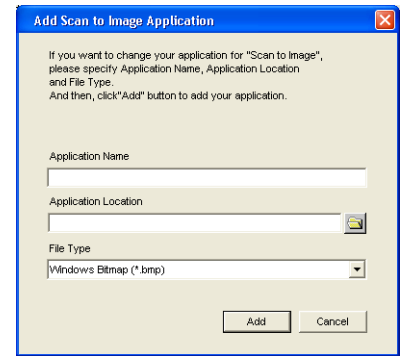 Add Scan to Image Application
If you want to change your application for "Scan to Image",
please specify Application Name, Application Location
and File Type.
And then, click"Add" button to add your application.
Application Name
Application Location
File Type
Windows Bitmap (*.bmp)
Add Cancel